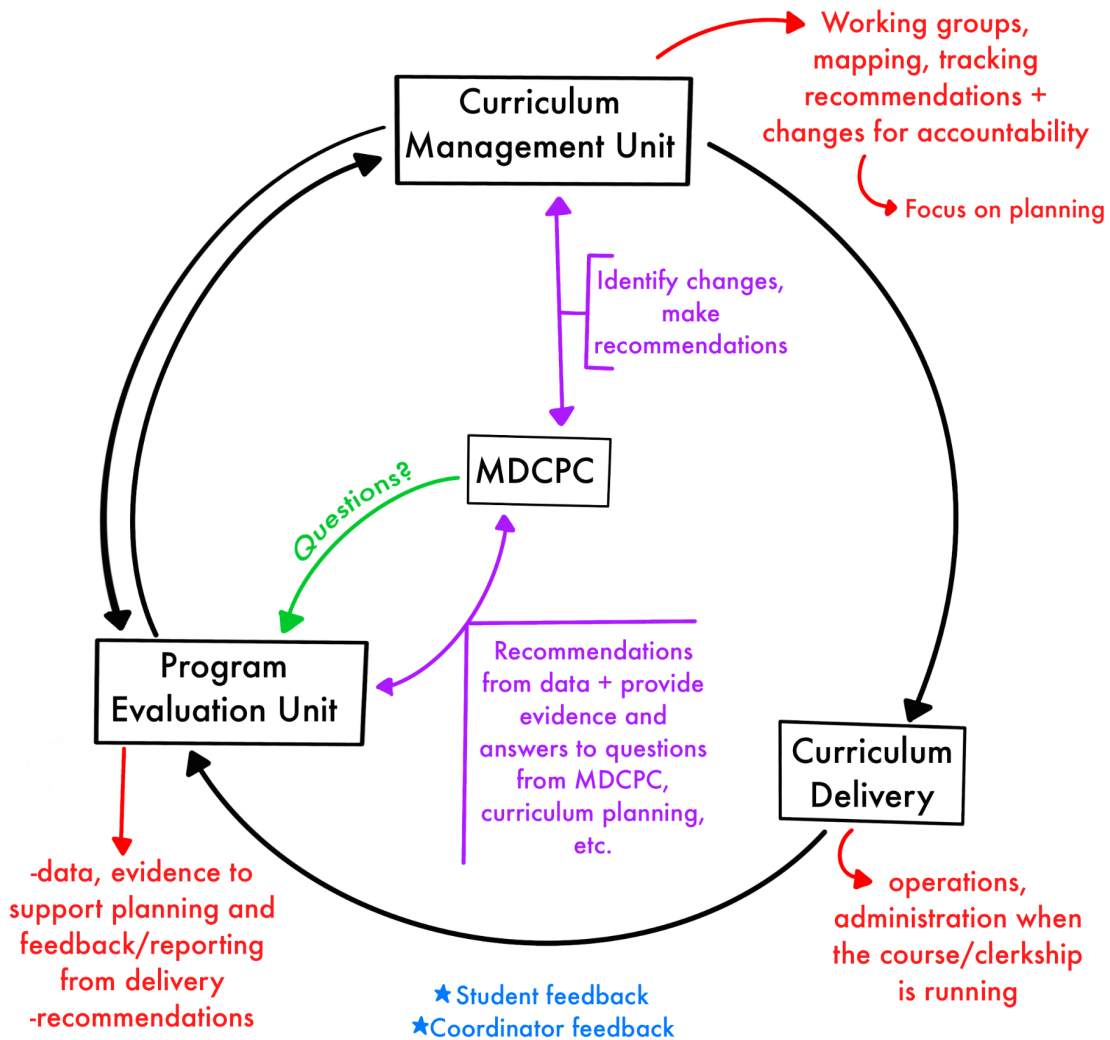 Working groups,
mapping, tracking
recommendations +
changes for accountability
Focus on planning
Curriculum
Management Unit
Identify changes,
make
recommendations
MDCPC
Questions?
Program
Evaluation Unit
Recommendations
from data + provide
evidence and
answers to questions
from MDCPC,
curriculum planning,
etc.
Curriculum
Delivery
-data, evidence to
support planning and
feedback/reporting
from delivery
-recommendations
operations,
administration when
the course/clerkship
is running
★ Student feedback
★ Coordinator feedback